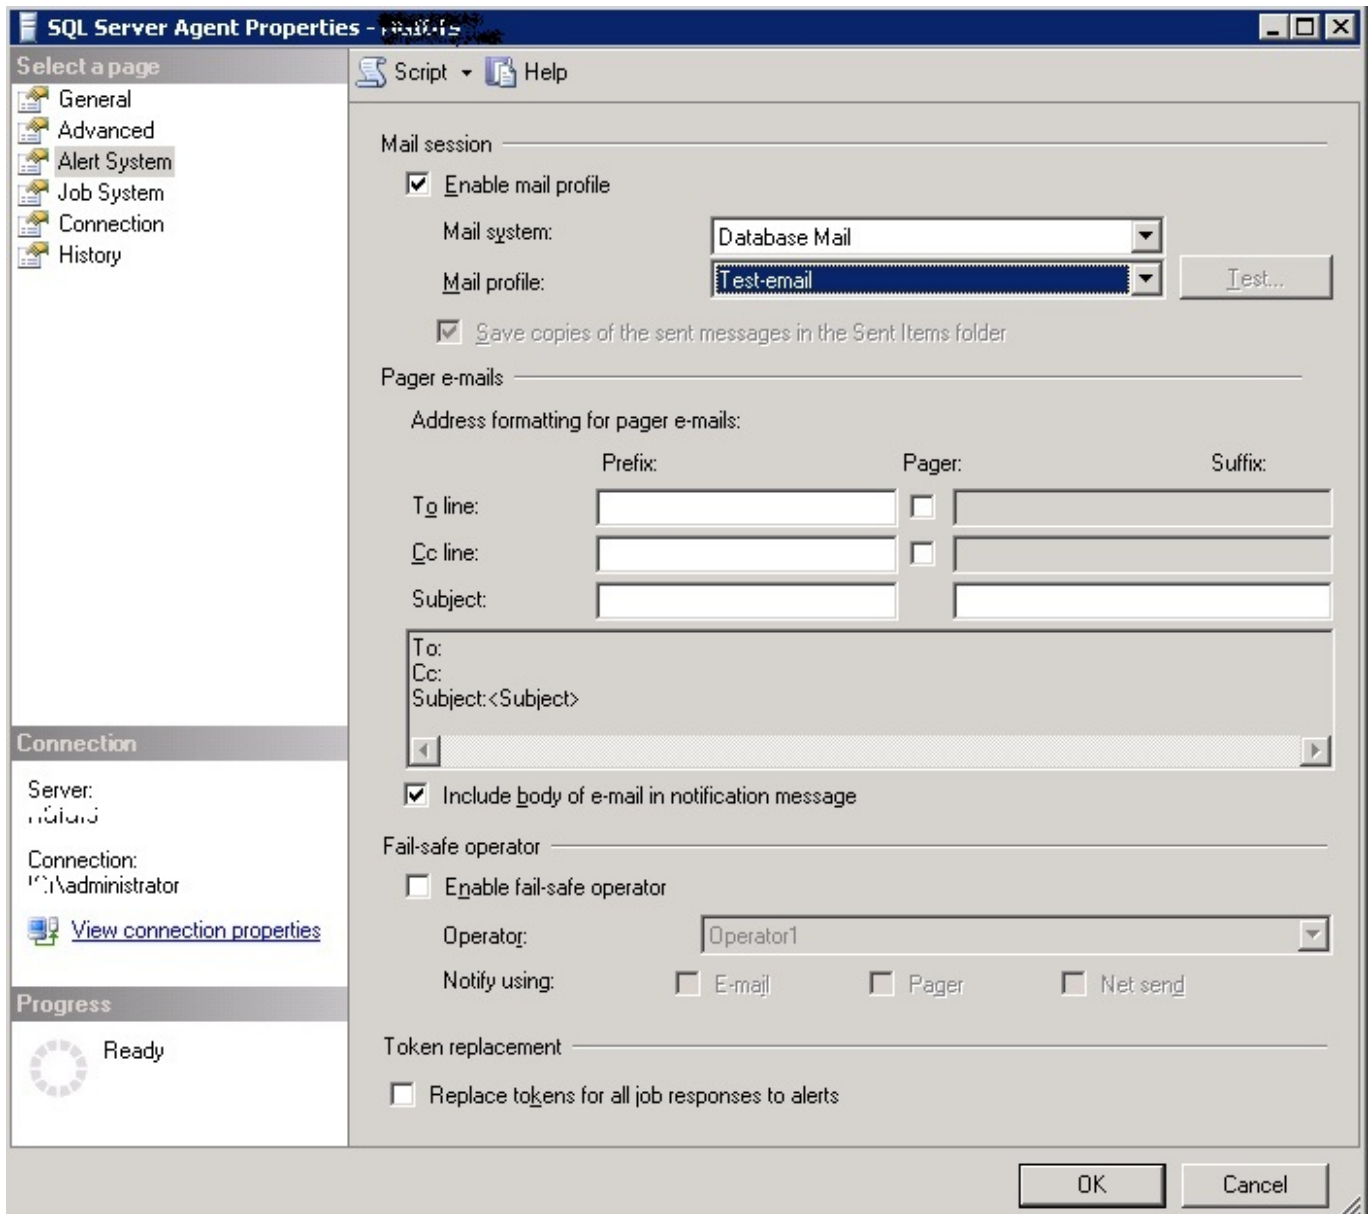 SQL Server Agent Properties -
Select a page
Script Help
General
Advanced
Alert System
Job System
Connection
History
Mail session
Enable mail profile
Mail system: Database Mail
Mail profile: Test-email Test...
Save copies of the sent messages in the Sent Items folder
Pager e-mails
Address formatting for pager e-mails:
Prefix: Pager: Suffix:
To line:
Cc line:
Subject:
To:
Cc:
Subject:<Subject>
Include body of e-mail in notification message
Fail-safe operator
Enable fail-safe operator
Operator: Operator1
Notify using: E-mail Pager Net send
Token replacement
Replace tokens for all job responses to alerts
Connection
Server:
Connection:
\administrator
View connection properties
Progress
Ready
OK Cancel